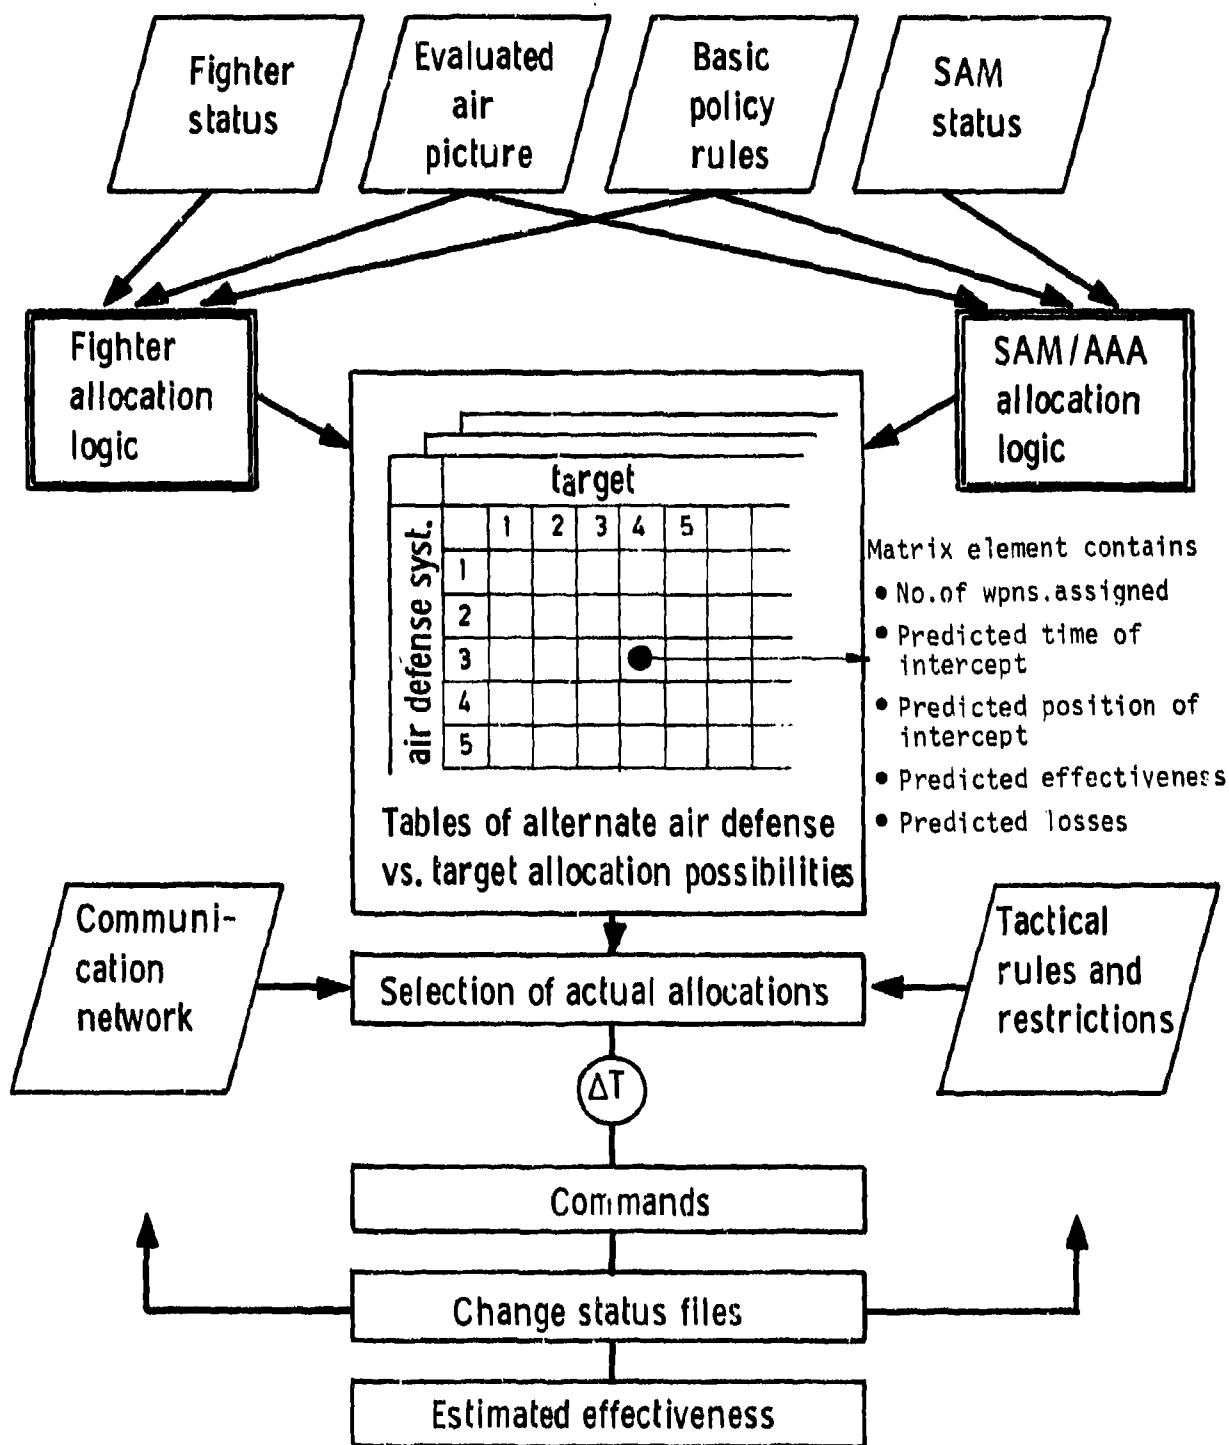 Fighter
status
Evaluated
air
picture
Basic
policy
rules
SAM
status
Fighter
allocation
logic
SAM/AAA
allocation
logic
target
air defense syst.
1 2 3 4 5
1
2
3
4
5
Tables of alternate air defense
vs. target allocation possibilities
Matrix element contains
• No.of wpns.assigned
• Predicted time of
intercept
• Predicted position of
intercept
• Predicted effectiveness
• Predicted losses
Communi-
cation
network
Selection of actual allocations
Tactical
rules and
restrictions
ΔT
Commands
Change status files
Estimated effectiveness